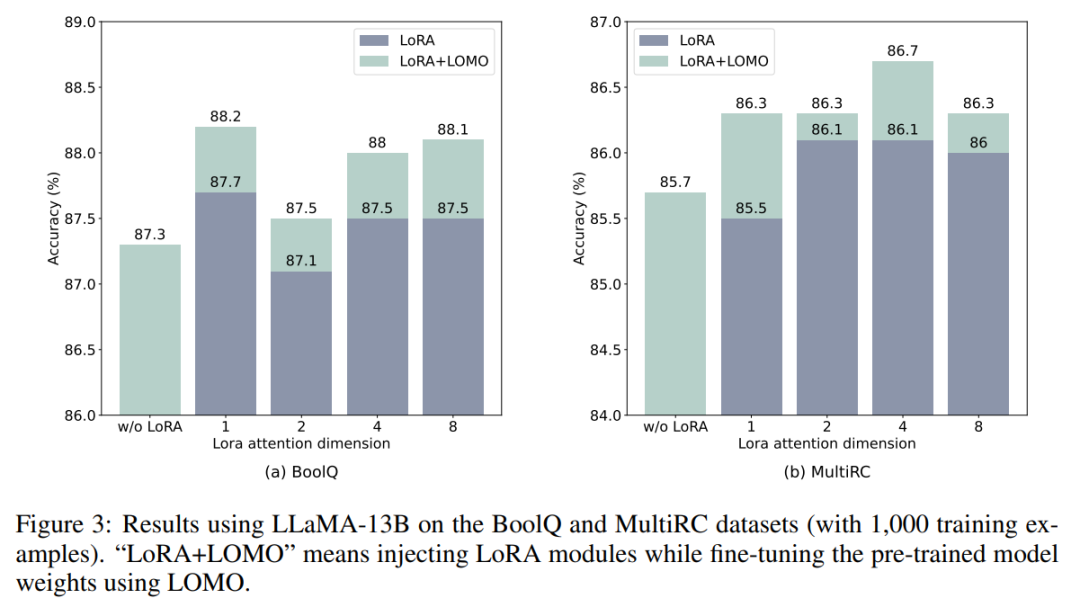 89.0
88.5
88.0
87.5
87.0
86.5
86.0
Accuracy (%)
LoRA
LoRA+LOMO
87.3
88.2
87.7
87.5
87.1
88
87.5
88.1
87.5
w/o LoRA 1 2 4 8
Lora attention dimension
(a) BoolQ
87.0
86.5
86.0
85.5
85.0
84.5
84.0
Accuracy (%)
LoRA
LoRA+LOMO
85.7
86.3
85.5
86.3
86.1
86.7
86.1
86.3
86
w/o LoRA 1 2 4 8
Lora attention dimension
(b) MultiRC
Figure 3: Results using LLaMA-13B on the BoolQ and MultiRC datasets (with 1,000 training ex-
amples). “LoRA+LOMO” means injecting LoRA modules while fine-tuning the pre-trained model
weights using LOMO.